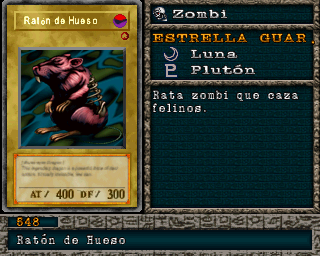 Ratón de Hueso
AT/ 400 DF/ 300
Zombi
ESTRELLA GUAR.
Luna
Plutón
Rata zombi que caza
felinos.
548
Ratón de Hueso